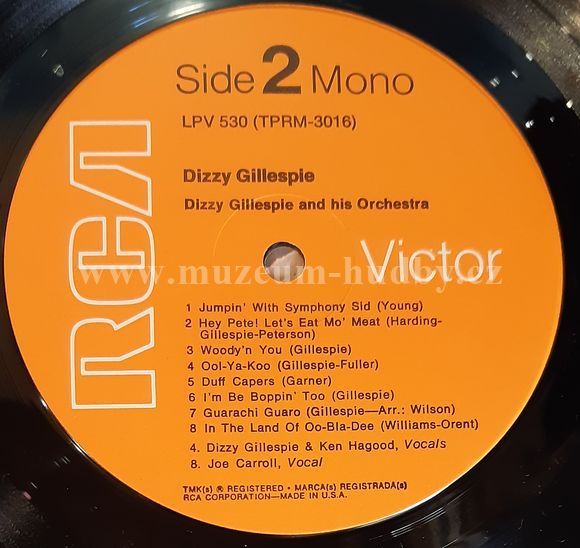 Side 2 Mono
LPV 530 (TPRM-3016)
Dizzy Gillespie
Dizzy Gillespie and his Orchestra
RCA
Victor
www.muzeum-hudby.cz
1 Jumpin' With Symphony Sid (Young)
2 Hey Pete! Let's Eat Mo' Meat (Harding-
Gillespie-Peterson)
3 Woody'n You (Gillespie)
4 Ool-Ya-Koo (Gillespie-Fuller)
5 Duff Capers (Garner)
6 I'm Be Boppin' Too (Gillespie)
7 Guarachi Guaro (Gillespie—Arr.: Wilson)
8 In The Land Of Oo-Bla-Dee (Williams-Orent)
4. Dizzy Gillespie & Ken Hagood, Vocals
8. Joe Carroll, Vocal
TMK(s) ® REGISTERED • MARCA(s) REGISTRADA(s)
RCA CORPORATION—MADE IN U.S.A.